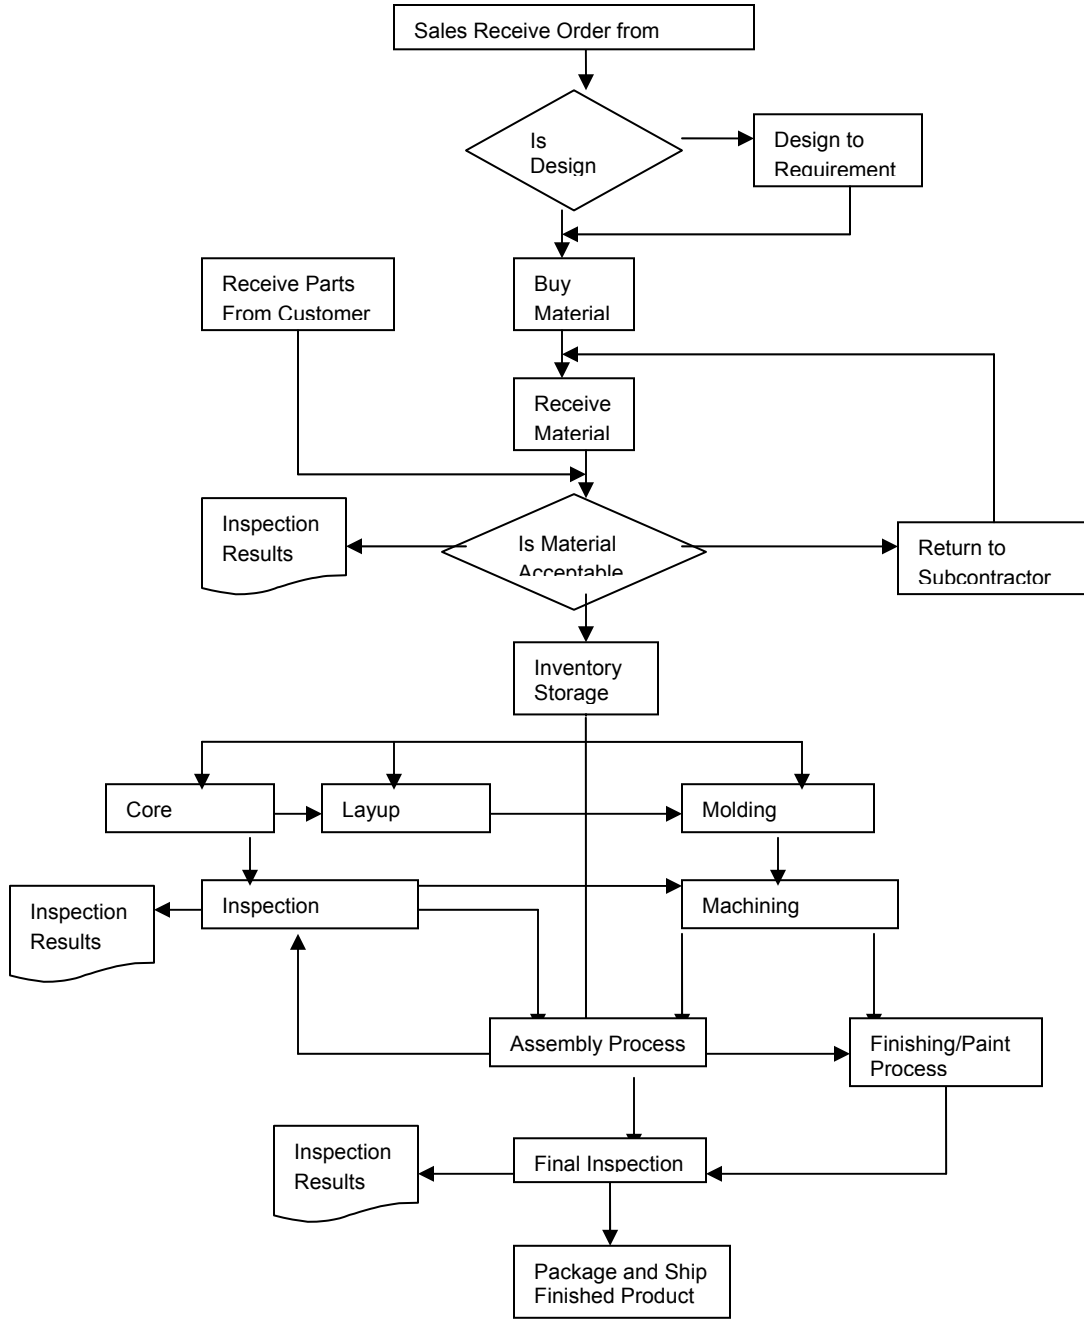 Sales Receive Order from
Is
Design
Design to
Requirement
Receive Parts
From Customer
Buy
Material
Receive
Material
Inspection
Results
Is Material
Acceptable
Return to
Subcontractor
Inventory
Storage
Core
Layup
Molding
Inspection
Results
Inspection
Machining
Assembly Process
Finishing/Paint
Process
Inspection
Results
Final Inspection
Package and Ship
Finished Product